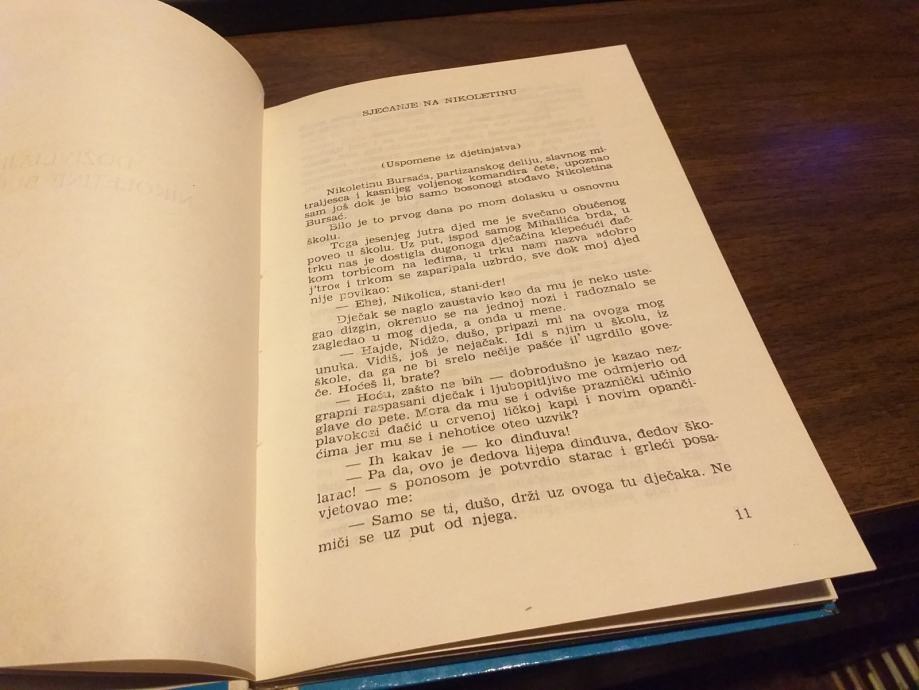 SJEĆANJE NA NIKOLETINU
(Uspomene iz djetinjstva)
Nikoletinu Bursaća, partizanskog deliju, slavnog mi-
traljesca i kasnijeg voljenog komandira čete, upoznao
sam još dok je bio samo bosonogi stođavo Nikoletina
Bursać.
Bilo je to prvog dana po mom dolasku u osnovnu
školu.
Toga jesenjeg jutra djed me je svečano obučenog
poveo u školu. Uz put, ispod samog Mihailića brda, u
trku nas je dostigla dugonoga dječačina klepećući đač-
kom torbicom na leđima, u trku nam nazva »dobro
j'tro« i trkom se zaparipala uzbrdo, sve dok moj djed
nije povikao:
— Ehej, Nikolica, stani-der!
Dječak se naglo zaustavio kao da mu je neko uste-
gao dizgin, okrenuo se na jednoj nozi i radoznalo se
zagledao u mog djeda, a onda u mene.
— Hajde, Nidžo, dušo, pripazi mi na ovoga mog
unuka. Vidiš, još je nejačak. Idi s njim u školu, iz
škole, da ga ne bi srelo nečije pašče il' ugrdilo gove-
če. Hoćeš li, brate?
— Hoću, zašto na bih — dobrodušno je kazao nez-
grapni raspasani dječak i ljubopitljivo me odmjerio od
glave do pete. Mora da mu se i odviše praznički učinio
plavokosi đačić u crvenoj ličkoj kapi i novim opanči-
ćima jer mu se i nehotice oteo uzvik?
— Ih kakav je — ko đinđuva!
— Pa da, ovo je đedova lijepa đinđuva, đedov ško-
larac! — s ponosom je potvrdio starac i grleći posa-
vjetovao me:
— Samo se ti, dušo, drži uz ovoga tu dječaka. Ne
miči se uz put od njega.
11